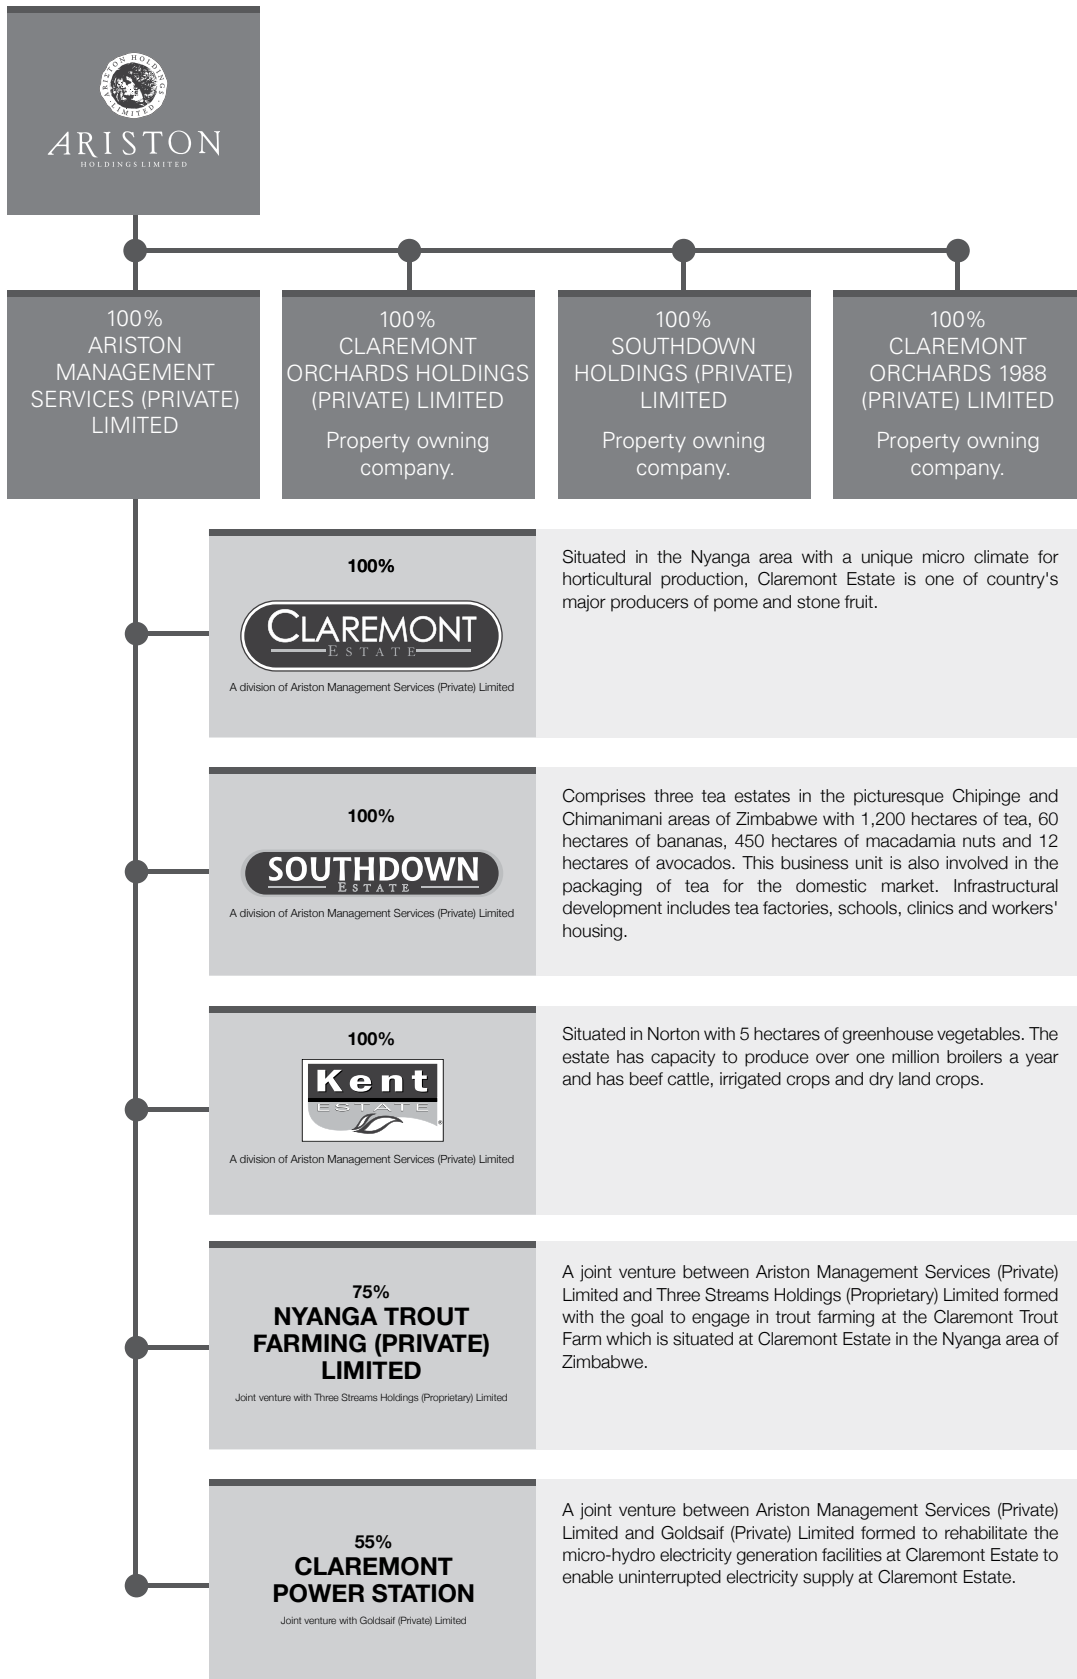 ARISTON HOLDINGS
LIMITED
ARISTON
HOLDINGS LIMITED
100%
ARISTON
MANAGEMENT
SERVICES (PRIVATE)
LIMITED
100%
CLAREMONT
ORCHARDS HOLDINGS
(PRIVATE) LIMITED
Property owning
company.
100%
SOUTHDOWN
HOLDINGS (PRIVATE)
LIMITED
Property owning
company.
100%
CLAREMONT
ORCHARDS 1988
(PRIVATE) LIMITED
Property owning
company.
100%
CLAREMONT
ESTATE
A division of Ariston Management Services (Private) Limited
Situated in the Nyanga area with a unique micro climate for
horticultural production, Claremont Estate is one of country's
major producers of pome and stone fruit.
100%
SOUTHDOWN
ESTATE
A division of Ariston Management Services (Private) Limited
Comprises three tea estates in the picturesque Chipinge and
Chimanimani areas of Zimbabwe with 1,200 hectares of tea, 60
hectares of bananas, 450 hectares of macadamia nuts and 12
hectares of avocados. This business unit is also involved in the
packaging of tea for the domestic market. Infrastructural
development includes tea factories, schools, clinics and workers'
housing.
100%
Kent
ESTATE
®
A division of Ariston Management Services (Private) Limited
Situated in Norton with 5 hectares of greenhouse vegetables. The
estate has capacity to produce over one million broilers a year
and has beef cattle, irrigated crops and dry land crops.
75%
NYANGA TROUT
FARMING (PRIVATE)
LIMITED
Joint venture with Three Streams Holdings (Proprietary) Limited
A joint venture between Ariston Management Services (Private)
Limited and Three Streams Holdings (Proprietary) Limited formed
with the goal to engage in trout farming at the Claremont Trout
Farm which is situated at Claremont Estate in the Nyanga area of
Zimbabwe.
55%
CLAREMONT
POWER STATION
Joint venture with Goldsaif (Private) Limited
A joint venture between Ariston Management Services (Private)
Limited and Goldsaif (Private) Limited formed to rehabilitate the
micro-hydro electricity generation facilities at Claremont Estate to
enable uninterrupted electricity supply at Claremont Estate.